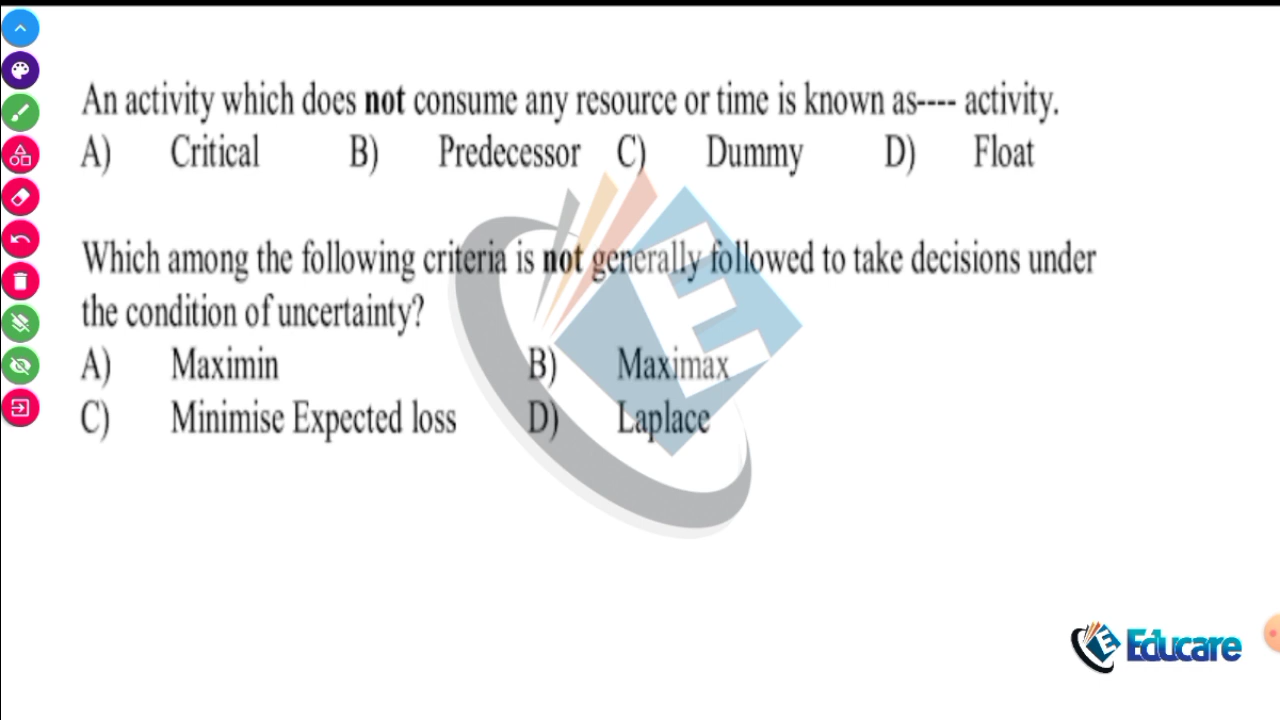 An activity which does not consume any resource or time is known as---- activity.
A) Critical B) Predecessor C) Dummy D) Float
Which among the following criteria is not generally followed to take decisions under
the condition of uncertainty?
A) Maximin B) Maximax
C) Minimise Expected loss D) Laplace
E
E Educare